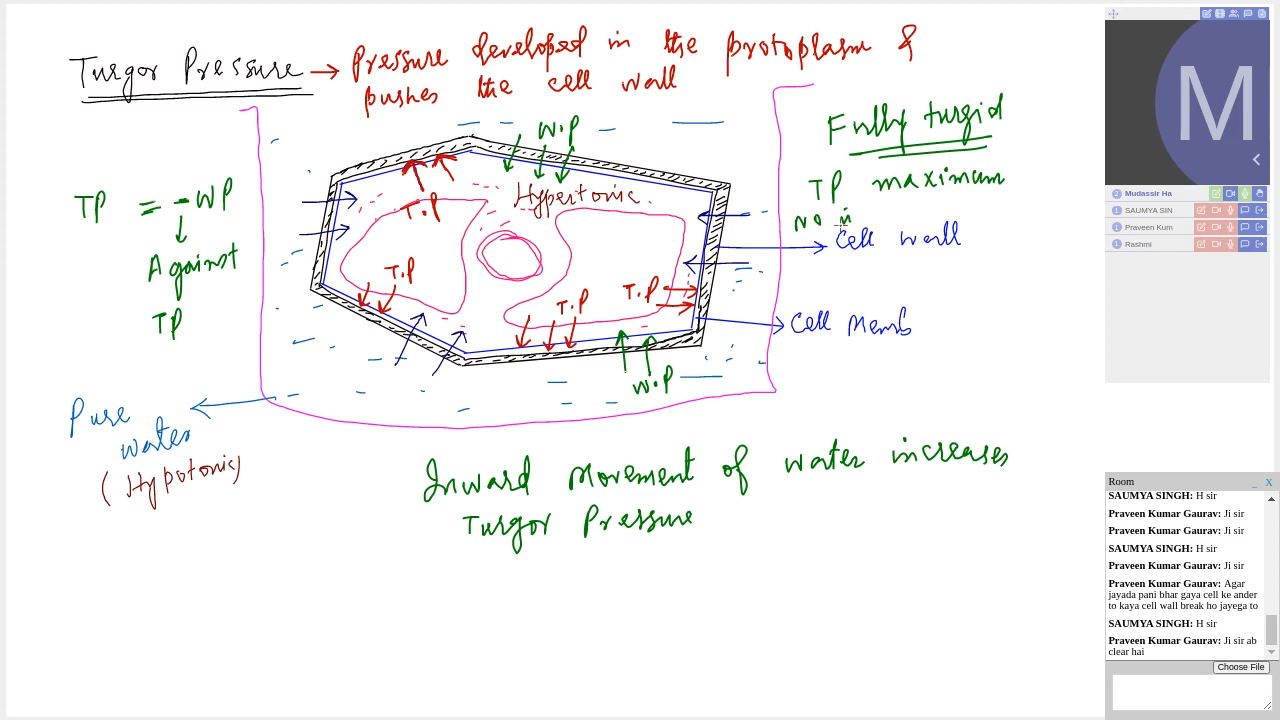 Turgor Pressure → Pressure developed in the protoplasm &
pushes the cell wall
Fully turgid
TP maximum
no i
W.P
Hypertonic.
T.P
TP = -WP
↓
Against
TP
T.P
T.P
T.P
W.P
Cell wall
Cell Memb
Pure
water
(Hypotonic)
Inward movement of water increases
Turgor Pressure
M
2 Mudassir Ha
1 SAUMYA SIN
1 Praveen Kum
1 Rashmi
Room _ X
SAUMYA SINGH: H sir
Praveen Kumar Gaurav: Ji sir
Praveen Kumar Gaurav: Ji sir
SAUMYA SINGH: H sir
Praveen Kumar Gaurav: Ji sir
Praveen Kumar Gaurav: Agar
jayada pani bhar gaya cell ke ander
to kaya cell wall break ho jayega to
SAUMYA SINGH: H sir
Praveen Kumar Gaurav: Ji sir ab
clear hai
Choose File